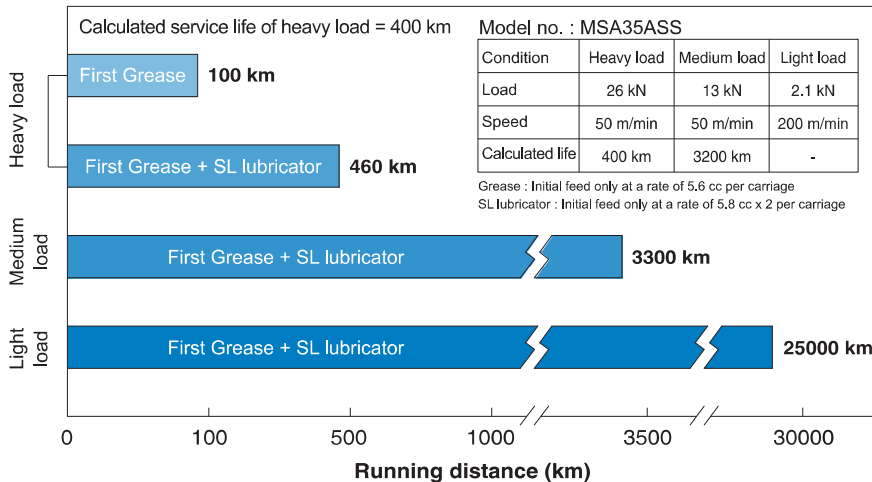 Calculated service life of heavy load = 400 km
Model no. : MSA35ASS
Condition Heavy load Medium load Light load
Load 26 kN 13 kN 2.1 kN
Speed 50 m/min 50 m/min 200 m/min
Calculated life 400 km 3200 km -
Grease : Initial feed only at a rate of 5.6 cc per carriage
SL lubricator : Initial feed only at a rate of 5.8 cc x 2 per carriage
Heavy load
First Grease 100 km
First Grease + SL lubricator 460 km
Medium
load
First Grease + SL lubricator 3300 km
Light
load
First Grease + SL lubricator 25000 km
0 100 500 1000 3500 30000
Running distance (km)